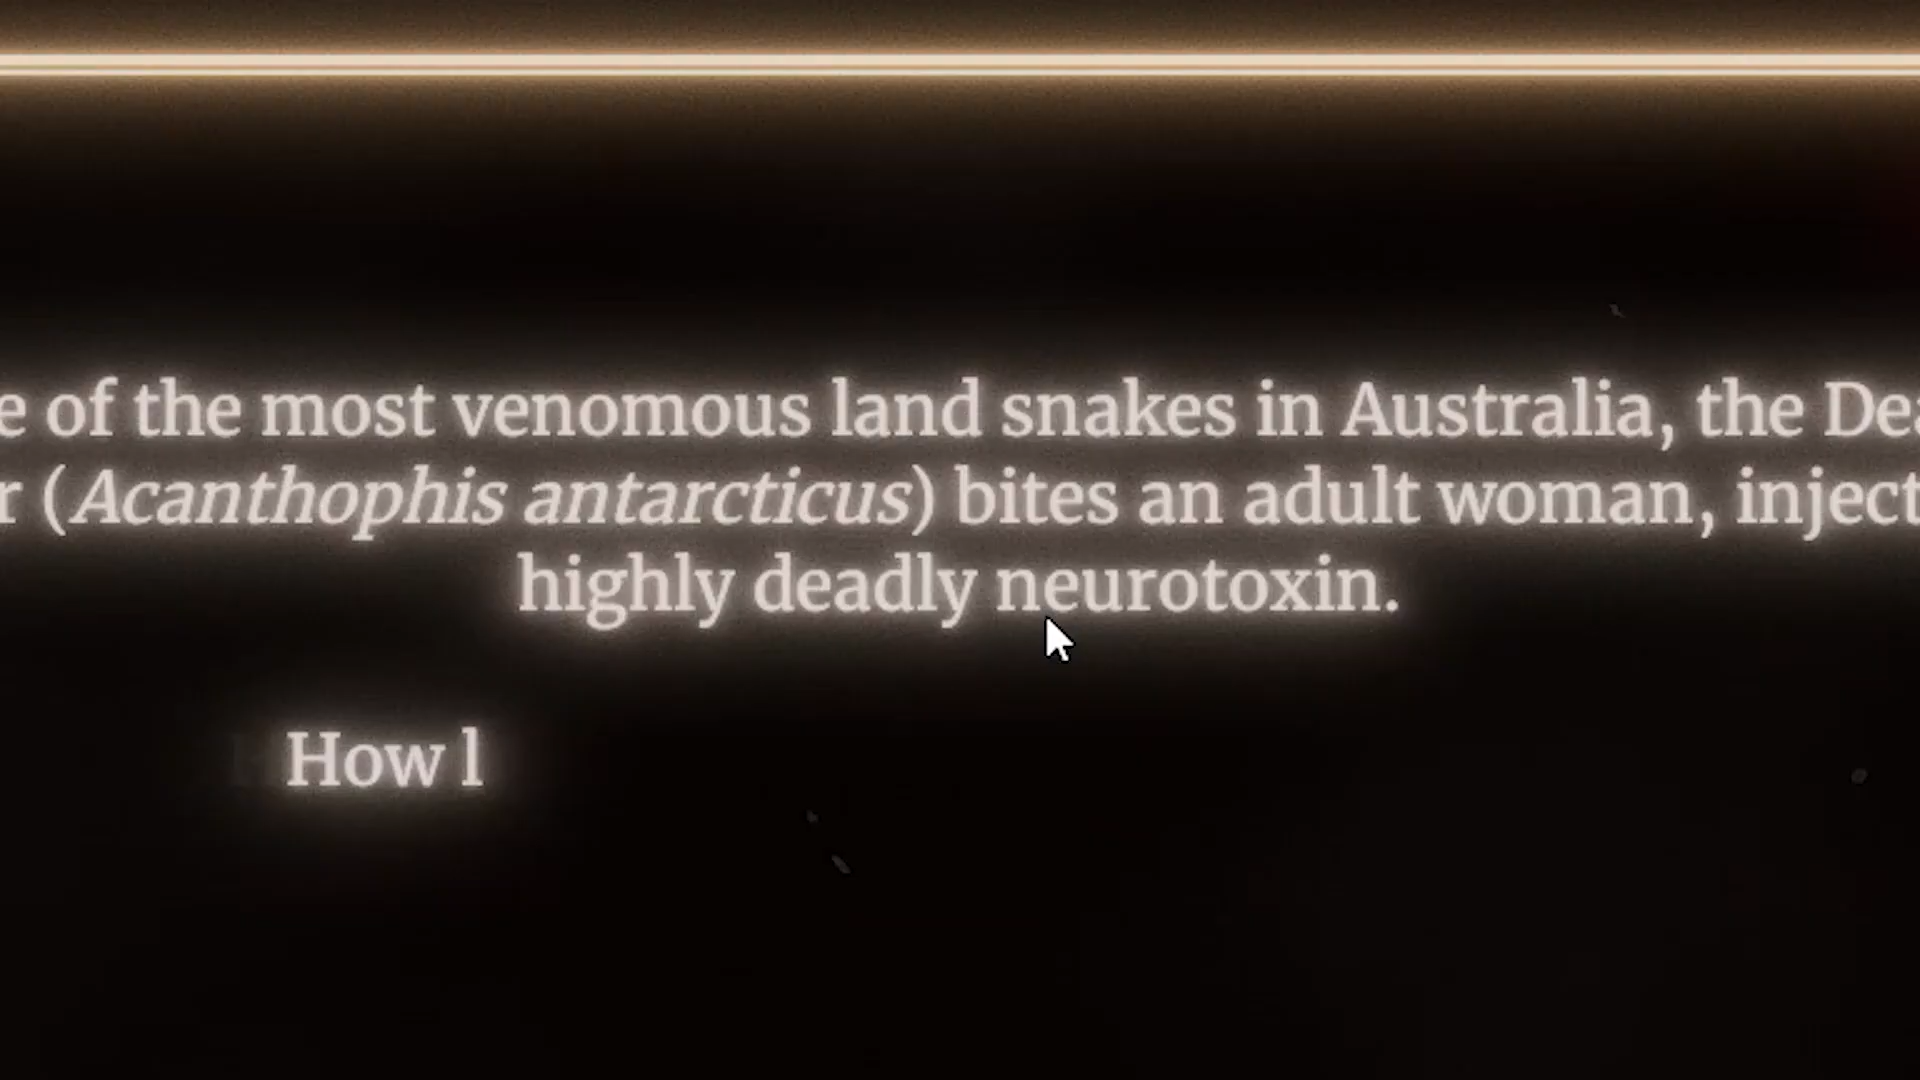 e of the most venomous land snakes in Australia, the Dea
r (Acanthophis antarcticus) bites an adult woman, inject
highly deadly neurotoxin.
How l